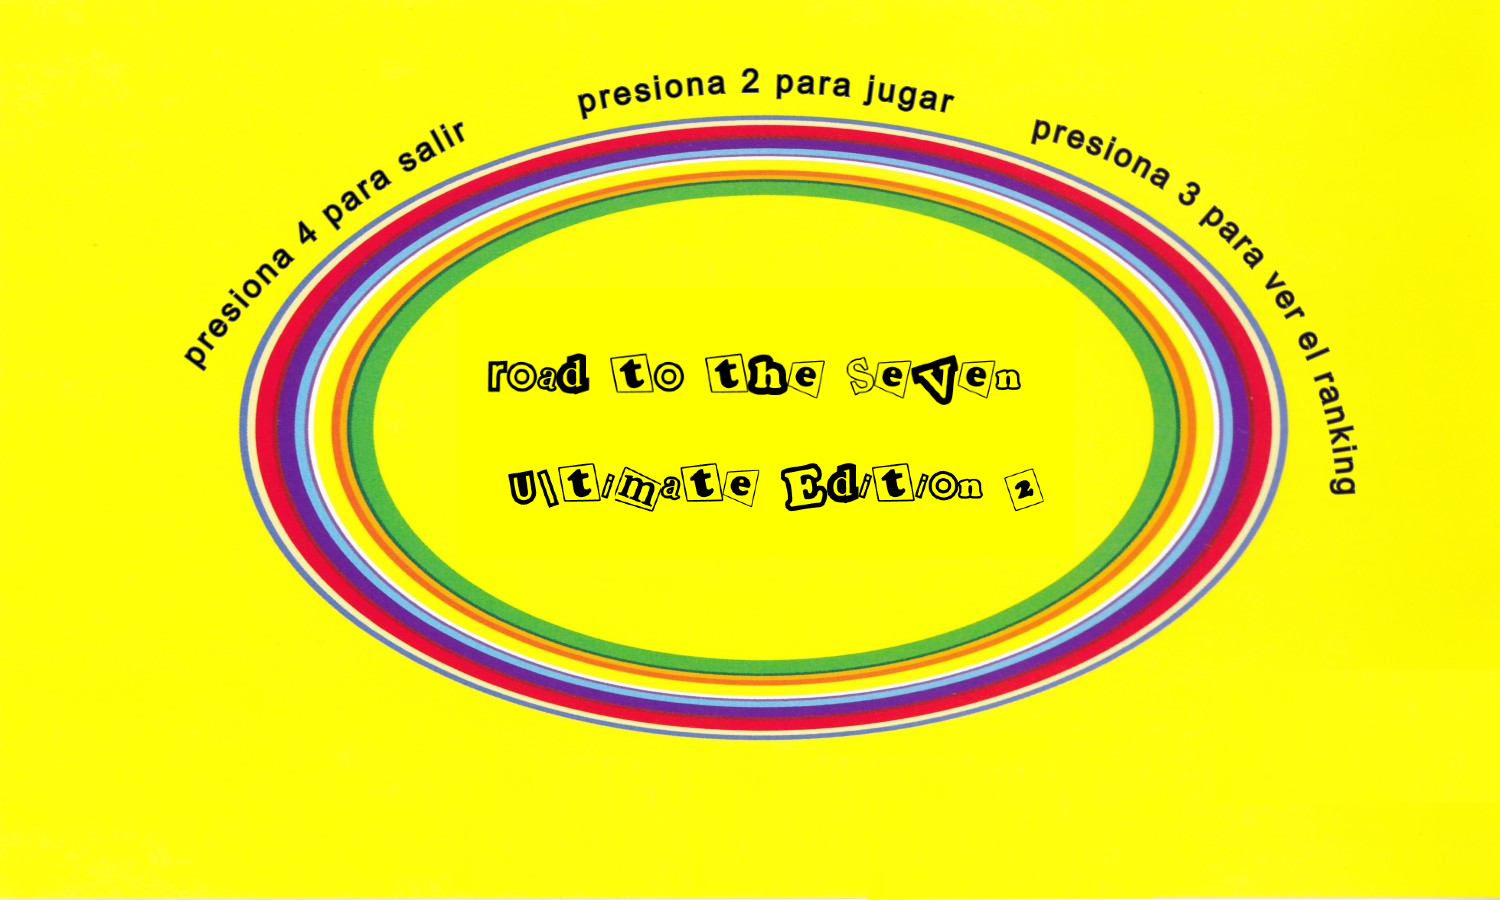 presiona 4 para salir
presiona 2 para jugar
presiona 3 para ver el ranking
road to the Seven
Ultimate Edition 2